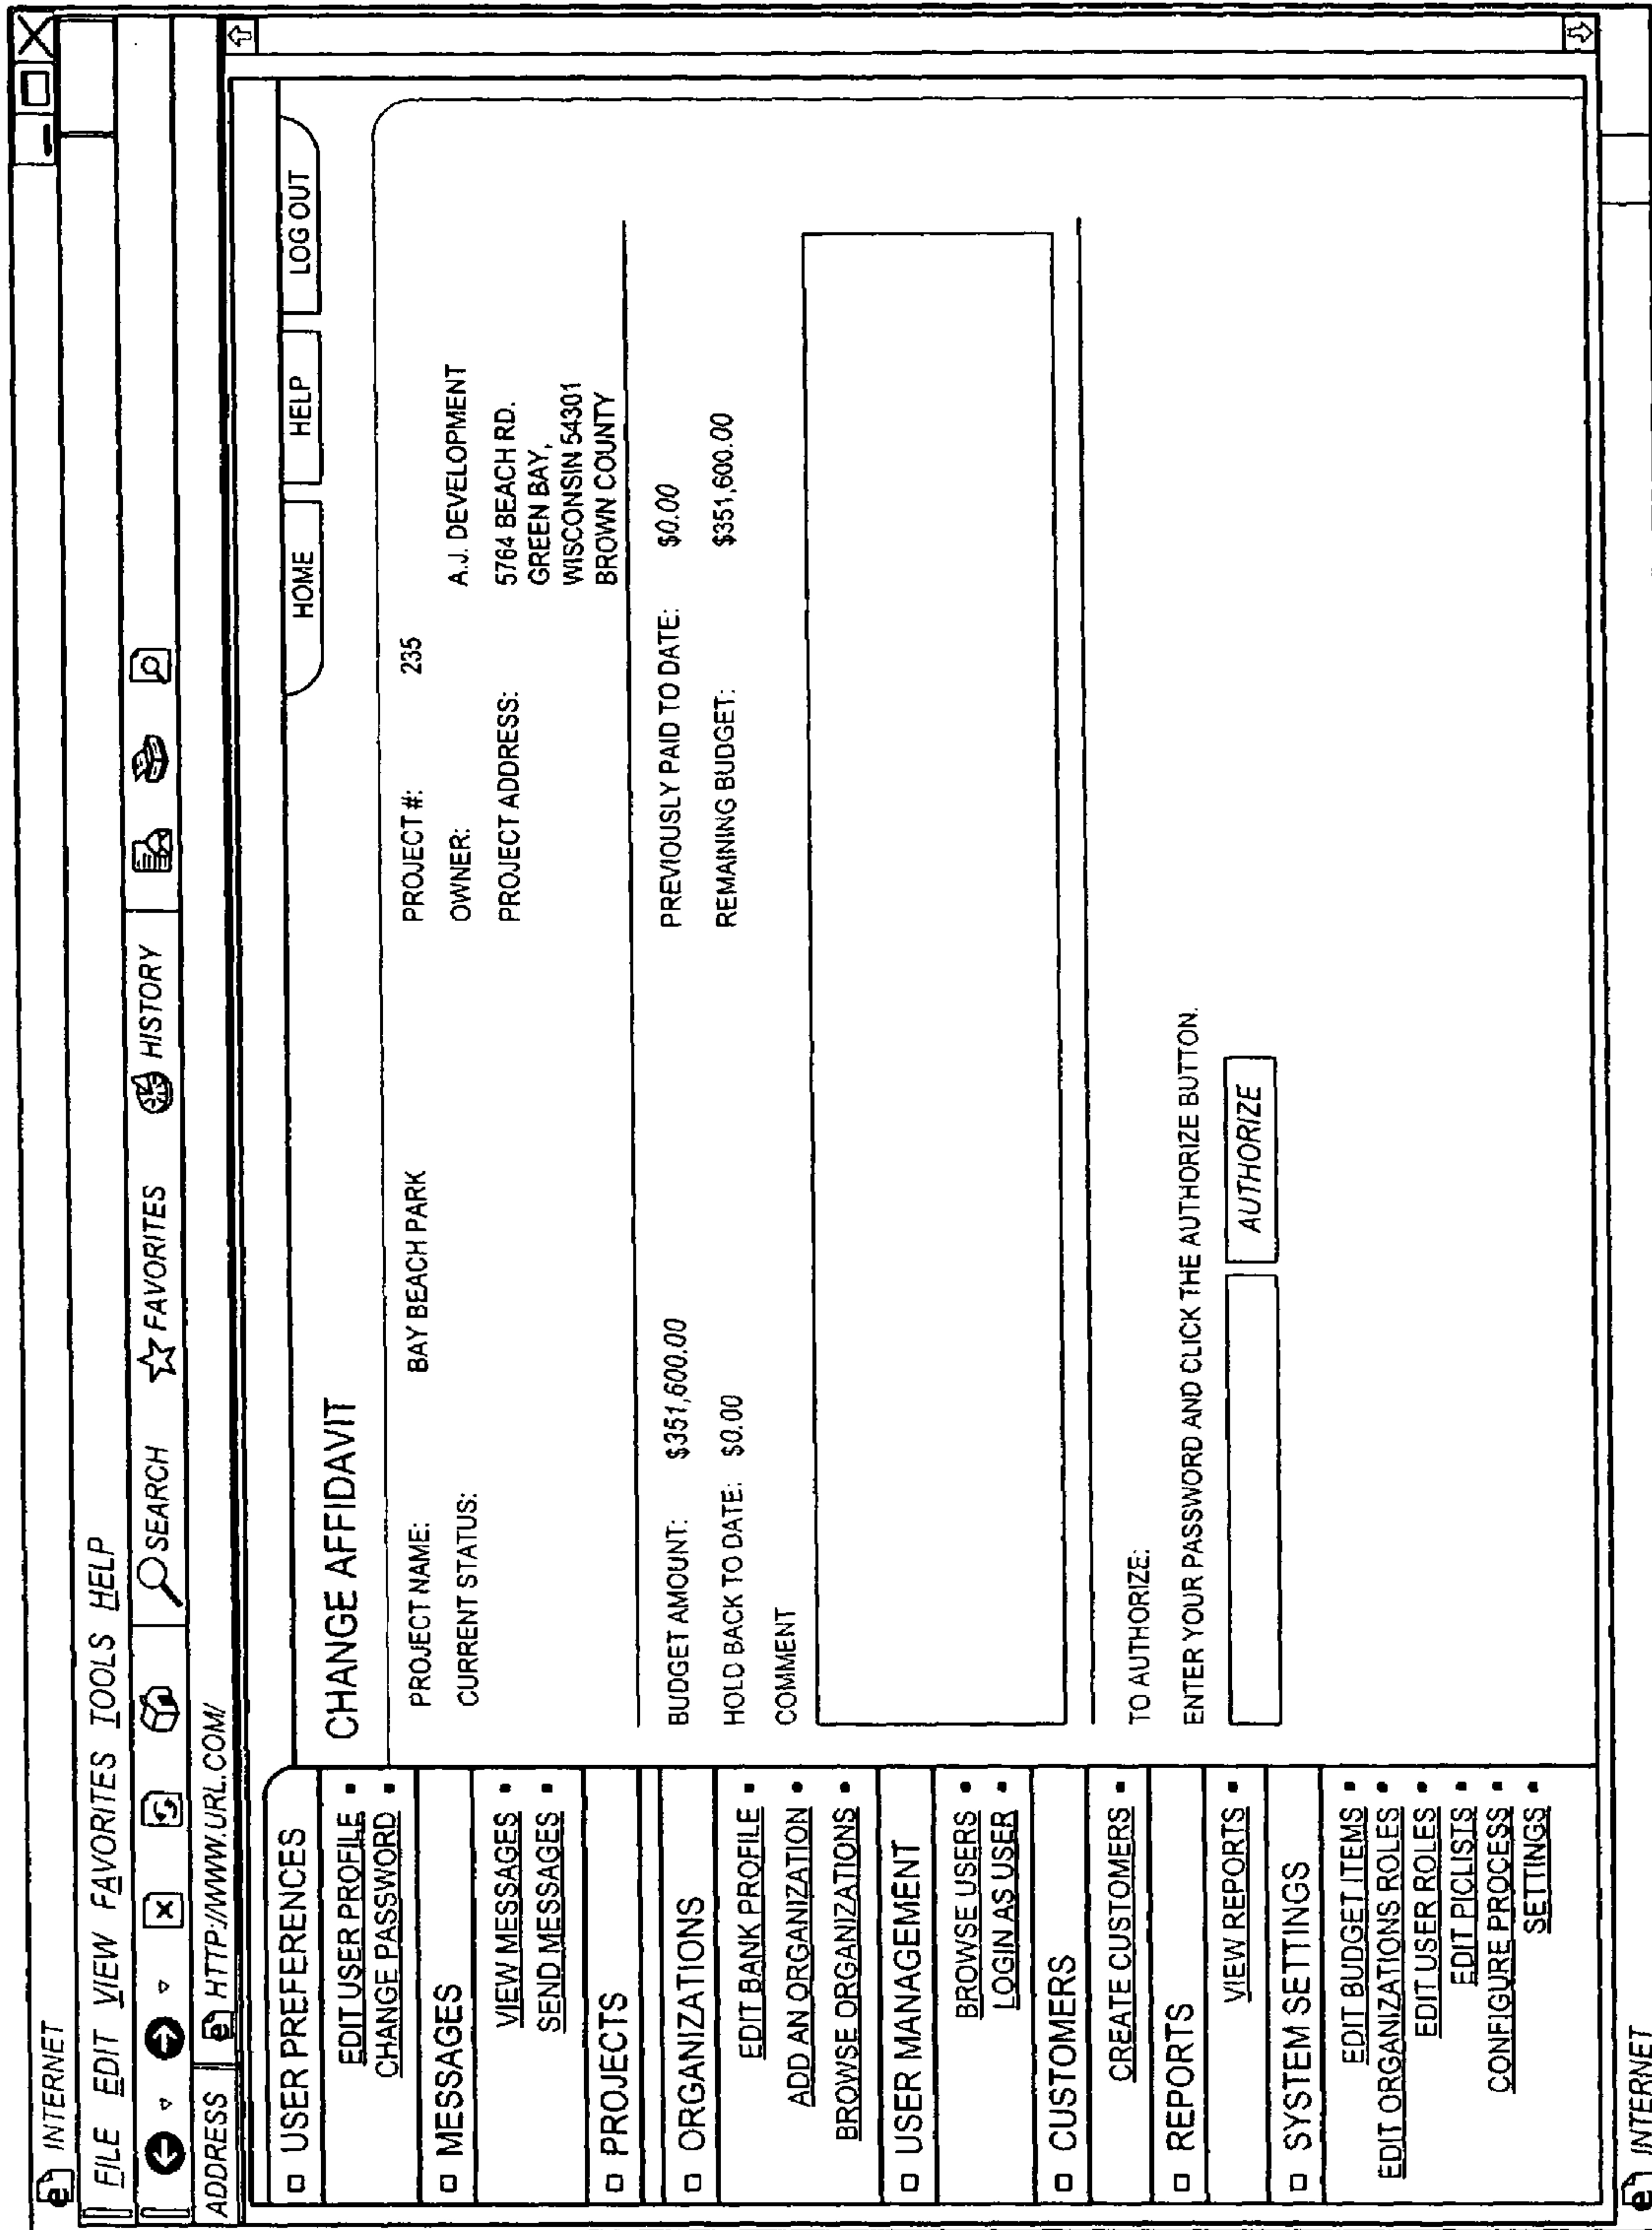 INTERNET
FILE EDIT VIEW FAVORITES TOOLS HELP
SEARCH FAVORITES HISTORY
ADDRESS HTTP://WWW.URL.COM/
HOME HELP LOG OUT
USER PREFERENCES
EDIT USER PROFILE
CHANGE PASSWORD
MESSAGES
VIEW MESSAGES
SEND MESSAGES
PROJECTS
ORGANIZATIONS
EDIT BANK PROFILE
ADD AN ORGANIZATION
BROWSE ORGANIZATIONS
USER MANAGEMENT
BROWSE USERS
LOGIN AS USER
CUSTOMERS
CREATE CUSTOMERS
REPORTS
VIEW REPORTS
SYSTEM SETTINGS
EDIT BUDGET ITEMS
EDIT ORGANIZATIONS ROLES
EDIT USER ROLES
EDIT PICLISTS
CONFIGURE PROCESS
SETTINGS
CHANGE AFFIDAVIT
PROJECT NAME: BAY BEACH PARK PROJECT #: 235
CURRENT STATUS: OWNER: A.J. DEVELOPMENT
PROJECT ADDRESS: 5764 BEACH RD.
GREEN BAY,
WISCONSIN 54301
BROWN COUNTY
BUDGET AMOUNT: $351,600.00 PREVIOUSLY PAID TO DATE: $0.00
HOLD BACK TO DATE: $0.00 REMAINING BUDGET: $351,600.00
COMMENT
TO AUTHORIZE:
ENTER YOUR PASSWORD AND CLICK THE AUTHORIZE BUTTON.
AUTHORIZE
INTERNET